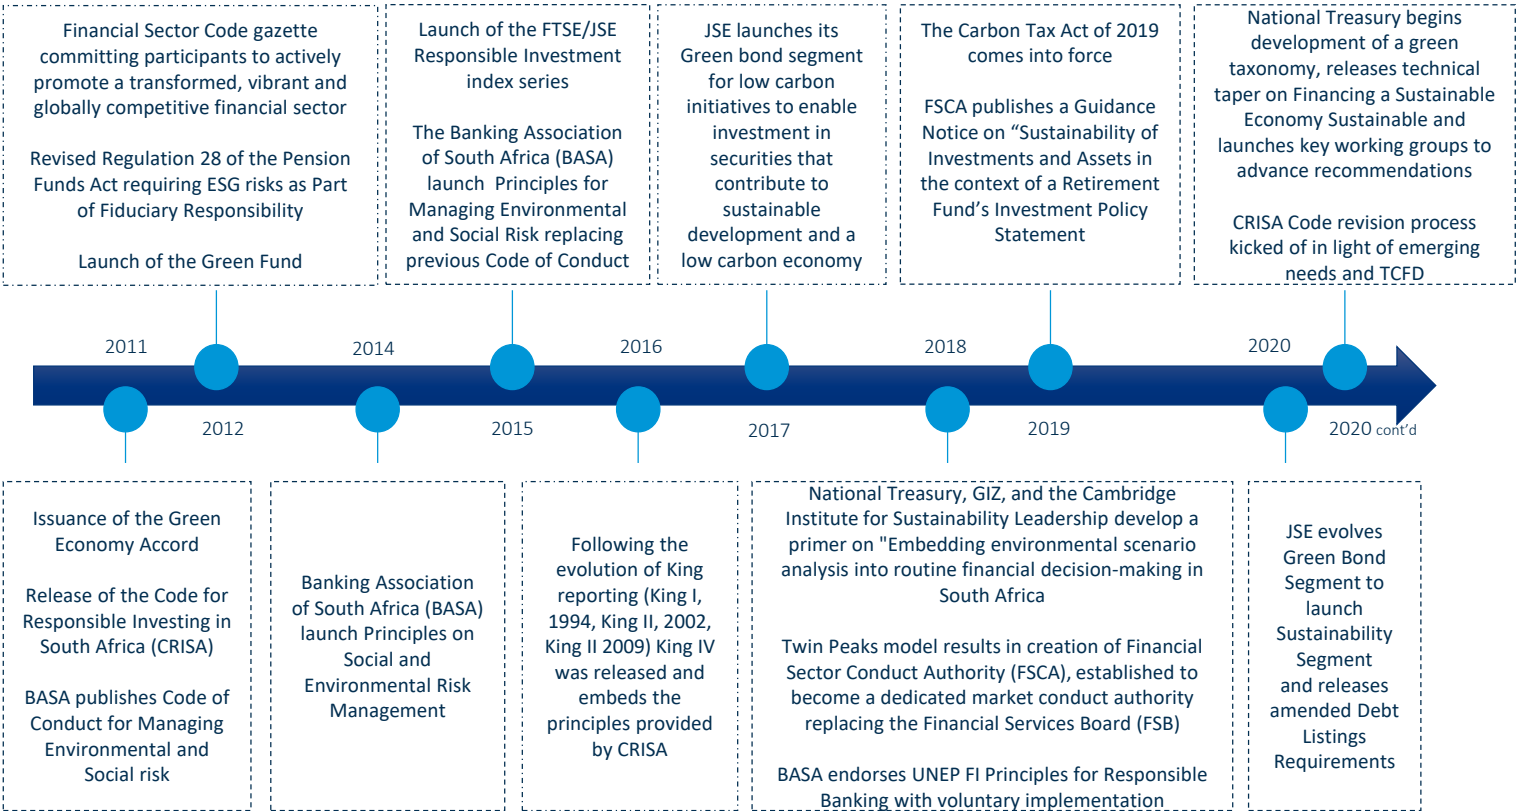 Financial Sector Code gazette
committing participants to actively
promote a transformed, vibrant and
globally competitive financial sector
Revised Regulation 28 of the Pension
Funds Act requiring ESG risks as Part
of Fiduciary Responsibility
Launch of the Green Fund
Launch of the FTSE/JSE
Responsible Investment
index series
The Banking Association
of South Africa (BASA)
launch Principles for
Managing Environmental
and Social Risk replacing
previous Code of Conduct
JSE launches its
Green bond segment
for low carbon
initiatives to enable
investment in
securities that
contribute to
sustainable
development and a
low carbon economy
The Carbon Tax Act of 2019
comes into force
FSCA publishes a Guidance
Notice on “Sustainability of
Investments and Assets in
the context of a Retirement
Fund’s Investment Policy
Statement
National Treasury begins
development of a green
taxonomy, releases technical
taper on Financing a Sustainable
Economy Sustainable and
launches key working groups to
advance recommendations
CRISA Code revision process
kicked of in light of emerging
needs and TCFD
2011
2014
2016
2018
2020
2012
2015
2017
2019
2020 cont’d
Issuance of the Green
Economy Accord
Release of the Code for
Responsible Investing in
South Africa (CRISA)
BASA publishes Code of
Conduct for Managing
Environmental and
Social risk
Banking Association
of South Africa (BASA)
launch Principles on
Social and
Environmental Risk
Management
Following the
evolution of King
reporting (King I,
1994, King II, 2002,
King II 2009) King IV
was released and
embeds the
principles provided
by CRISA
National Treasury, GIZ, and the Cambridge
Institute for Sustainability Leadership develop a
primer on "Embedding environmental scenario
analysis into routine financial decision-making in
South Africa
Twin Peaks model results in creation of Financial
Sector Conduct Authority (FSCA), established to
become a dedicated market conduct authority
replacing the Financial Services Board (FSB)
BASA endorses UNEP FI Principles for Responsible
Banking with voluntary implementation
JSE evolves
Green Bond
Segment to
launch
Sustainability
Segment
and releases
amended Debt
Listings
Requirements